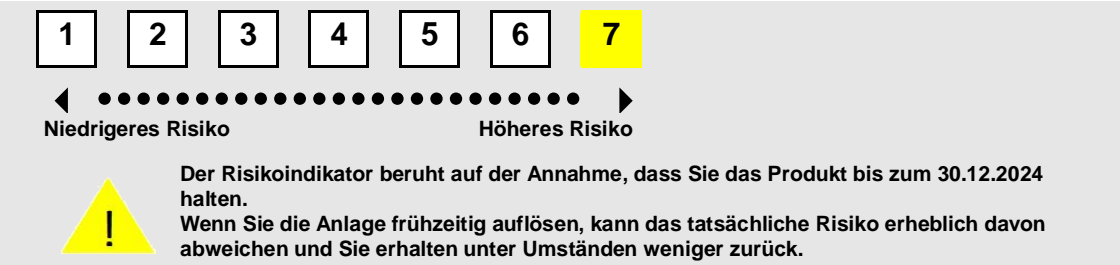 1 2 3 4 5 6 7
Niedrigeres Risiko Höheres Risiko
Der Risikoindikator beruht auf der Annahme, dass Sie das Produkt bis zum 30.12.2024
halten.
Wenn Sie die Anlage frühzeitig auflösen, kann das tatsächliche Risiko erheblich davon
abweichen und Sie erhalten unter Umständen weniger zurück.
!